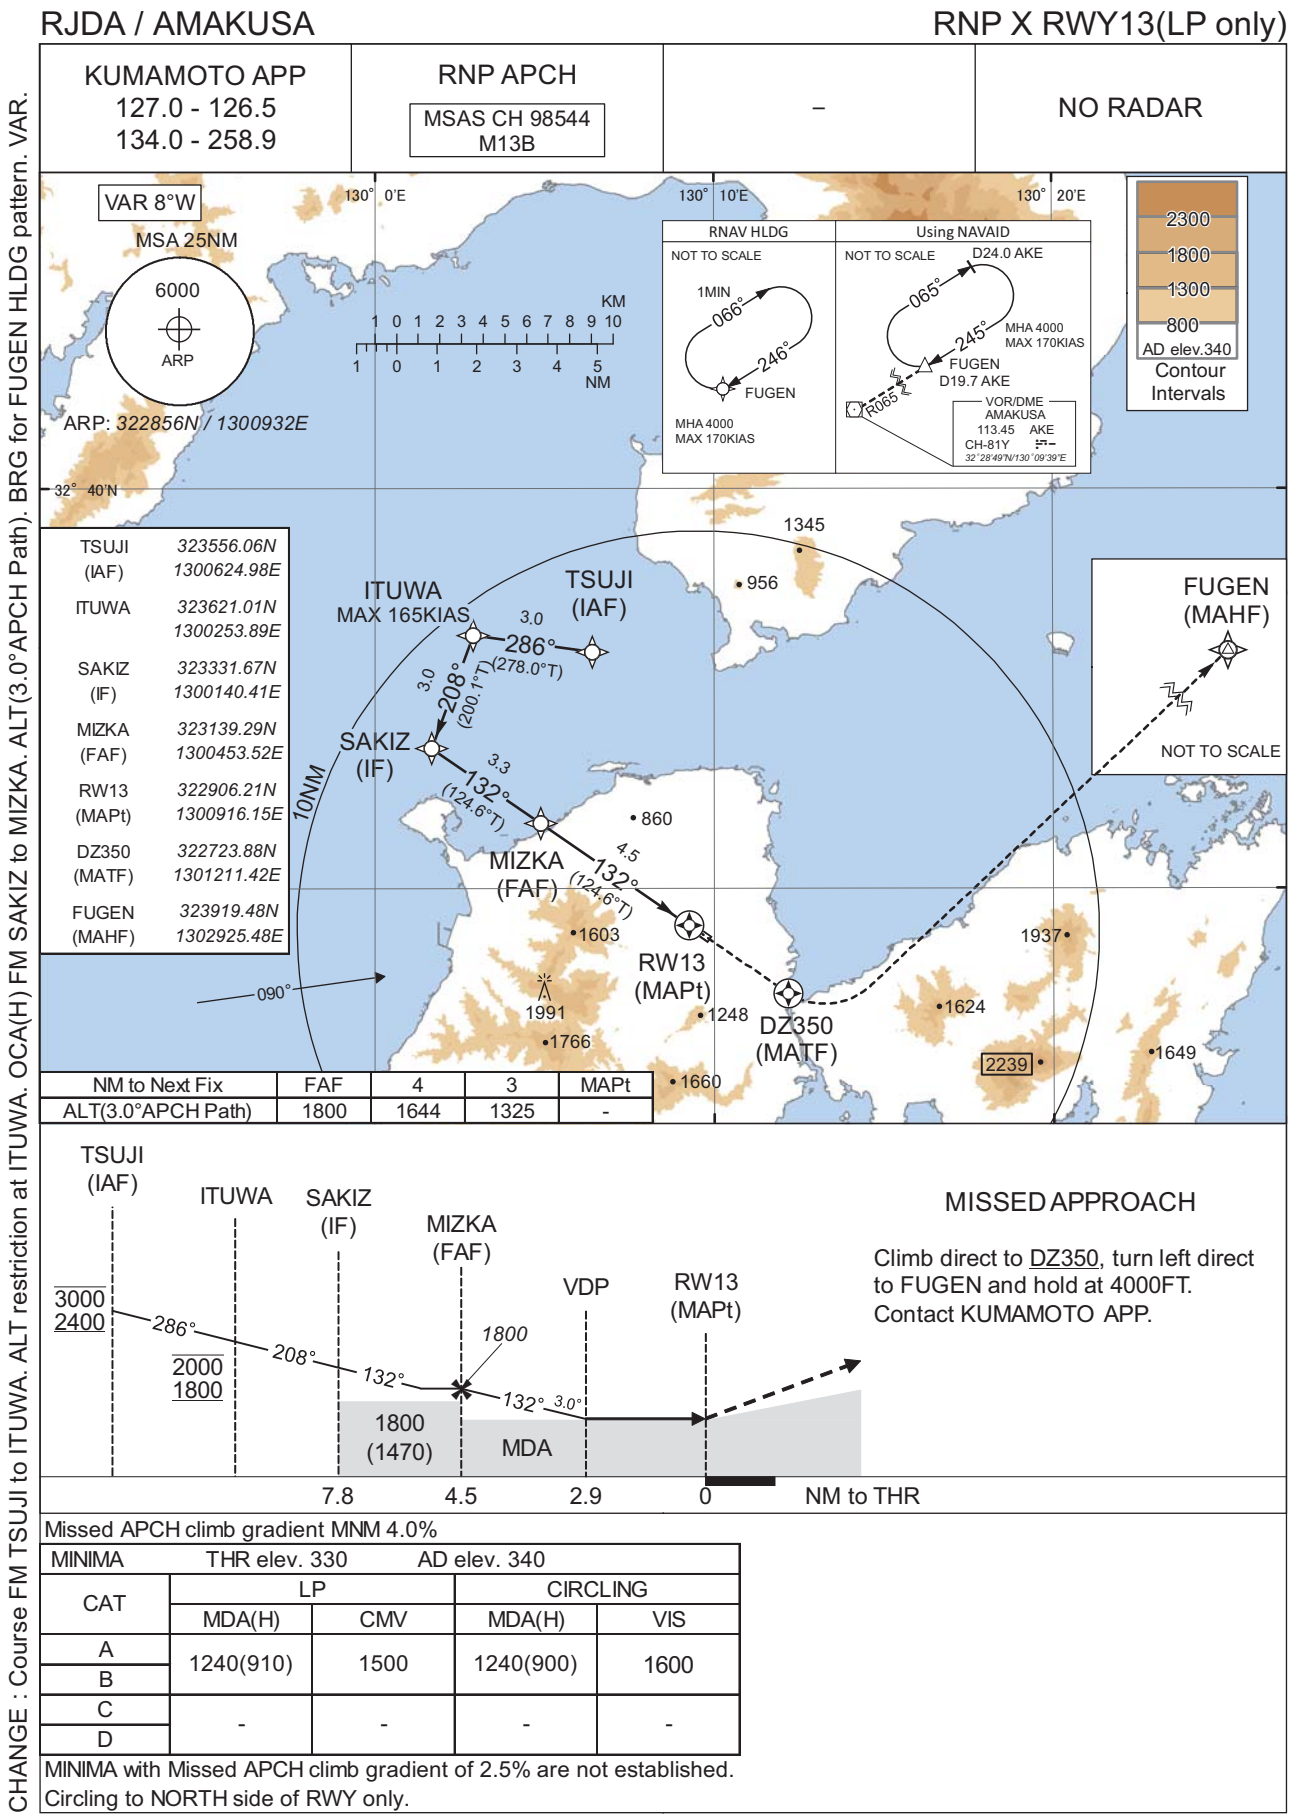 RJDA / AMAKUSA
RNP X RWY13(LP only)
KUMAMOTO APP
127.0 - 126.5
134.0 - 258.9
RNP APCH
MSAS CH 98544
M13B
–
NO RADAR
CHANGE : Course FM TSUJI to ITUWA. ALT restriction at ITUWA. OCA(H) FM SAKIZ to MIZKA. ALT(3.0°APCH Path). BRG for FUGEN HLDG pattern. VAR.
VAR 8°W
MSA 25NM
6000
ARP
ARP: 322856N / 1300932E
130° 0'E
130° 10'E
130° 20'E
32° 40'N
KM
1 0 1 2 3 4 5 6 7 8 9 10
1 0 1 2 3 4 5
NM
RNAV HLDG
NOT TO SCALE
1MIN
066°
246°
FUGEN
MHA 4000
MAX 170KIAS
Using NAVAID
NOT TO SCALE
D24.0 AKE
065°
245°
MHA 4000
MAX 170KIAS
FUGEN
D19.7 AKE
R065
VOR/DME
AMAKUSA
113.45 AKE
CH-81Y
32°28'49"N/130°09'39"E
2300
1800
1300
800
AD elev.340
Contour
Intervals
TSUJI 323556.06N
(IAF) 1300624.98E
ITUWA 323621.01N
1300253.89E
SAKIZ 323331.67N
(IF) 1300140.41E
MIZKA 323139.29N
(FAF) 1300453.52E
RW13 322906.21N
(MAPt) 1300916.15E
DZ350 322723.88N
(MATF) 1301211.42E
FUGEN 323919.48N
(MAHF) 1302925.48E
1345
956
ITUWA
MAX 165KIAS
TSUJI
(IAF)
3.0
286°
(278.0°T)
3.0
208°
(200.1°T)
SAKIZ
(IF)
3.3
132°
(124.6°T)
10NM
860
MIZKA
(FAF)
4.5
132°
(124.6°T)
1603
RW13
(MAPt)
1991
1766
1248
1660
DZ350
(MATF)
090°
FUGEN
(MAHF)
NOT TO SCALE
1937
1624
2239
1649
NM to Next Fix FAF 4 3 MAPt
ALT(3.0°APCH Path) 1800 1644 1325 -
TSUJI
(IAF)
ITUWA
SAKIZ
(IF)
MIZKA
(FAF)
VDP
RW13
(MAPt)
3000
2400
286°
2000
1800
208°
132°
1800
132° 3.0°
1800
(1470)
MDA
7.8 4.5 2.9 0 NM to THR
MISSED APPROACH
Climb direct to DZ350, turn left direct
to FUGEN and hold at 4000FT.
Contact KUMAMOTO APP.
Missed APCH climb gradient MNM 4.0%
MINIMA THR elev. 330 AD elev. 340
CAT LP CIRCLING
MDA(H) CMV MDA(H) VIS
A
B
1240(910) 1500 1240(900) 1600
C
D
- - - -
MINIMA with Missed APCH climb gradient of 2.5% are not established.
Circling to NORTH side of RWY only.